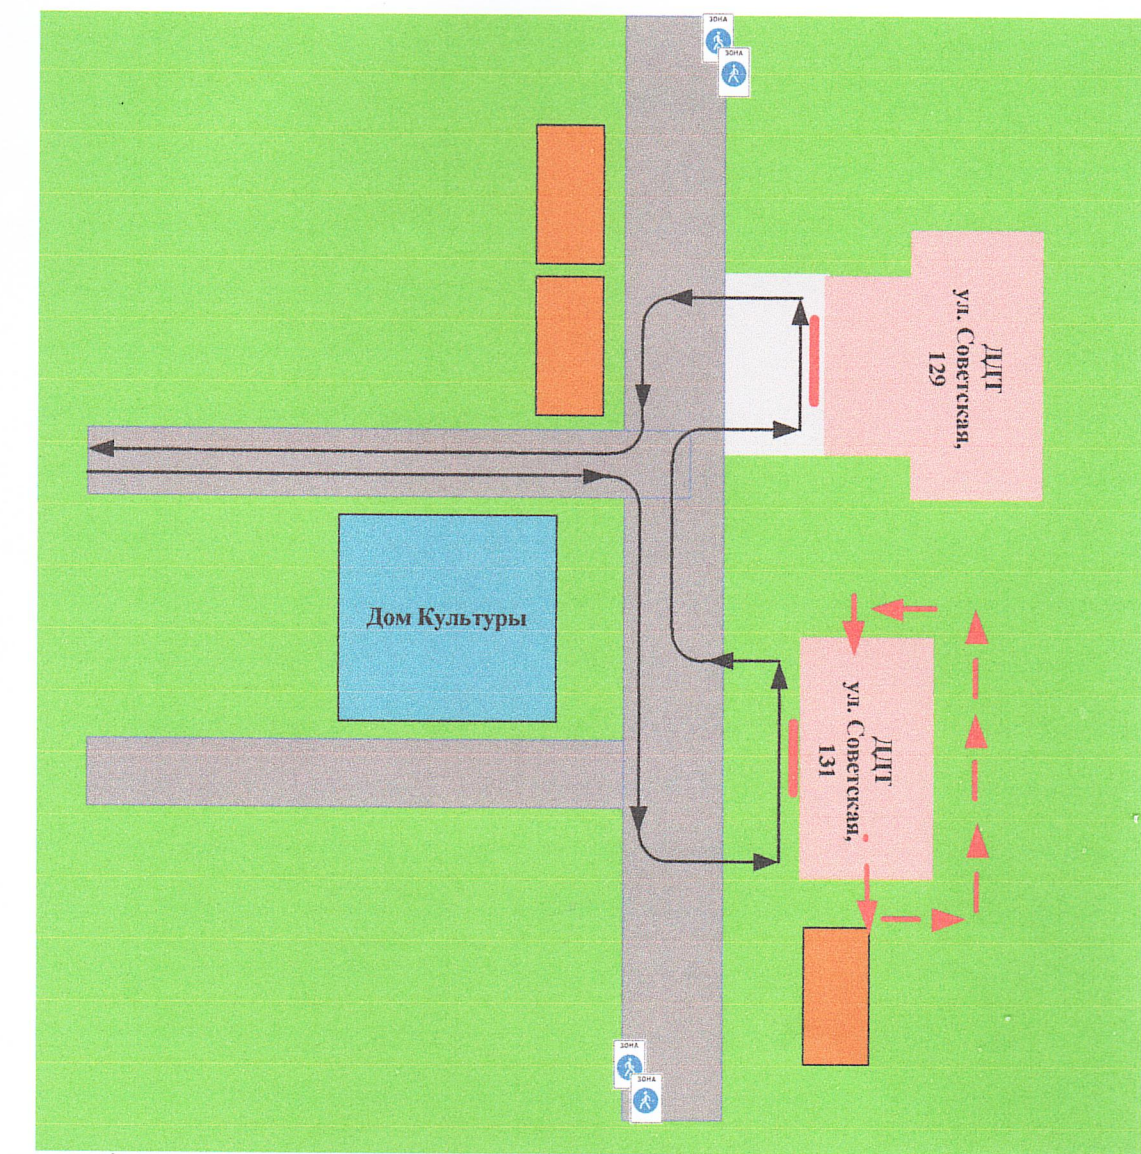 ЗОНА
ЗОНА
ДДТ
ул. Советская,
129
Дом Культуры
ДДТ
ул. Советская,
131
ЗОНА
ЗОНА